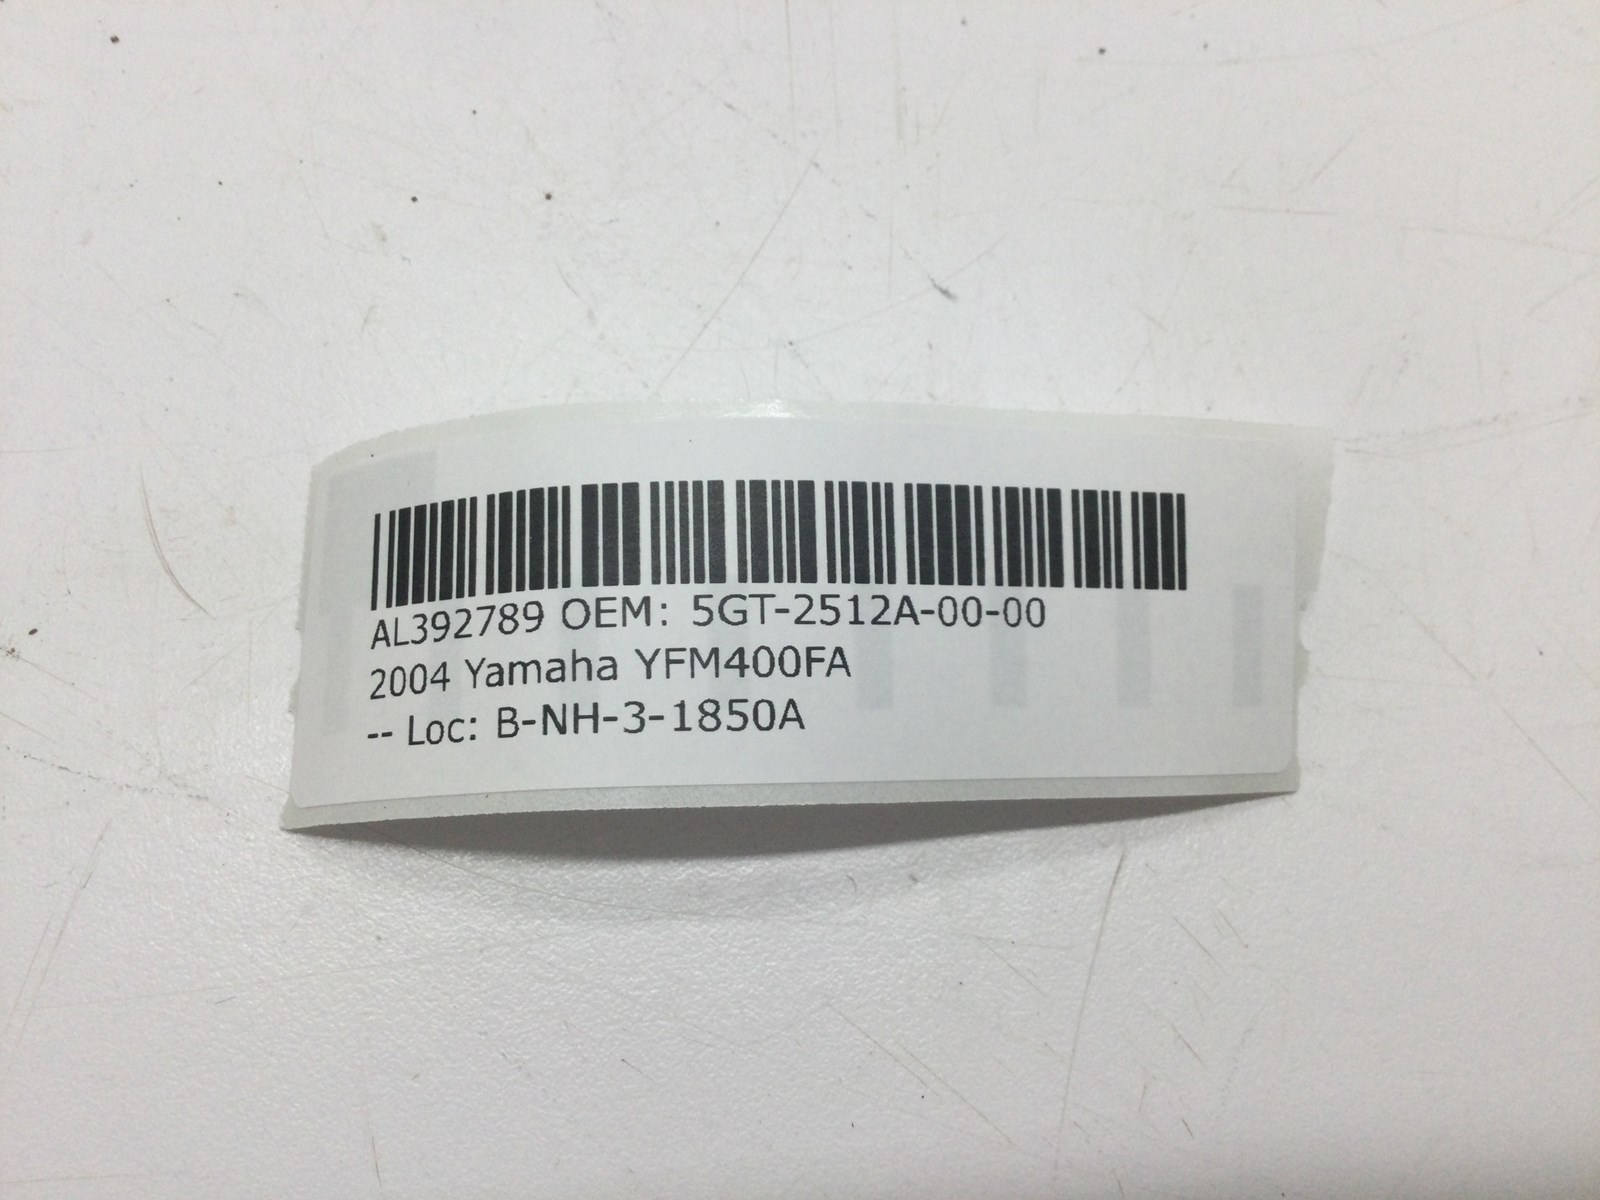 AL392789 OEM: 5GT-2512A-00-00
2004 Yamaha YFM400FA
-- Loc: B-NH-3-1850A